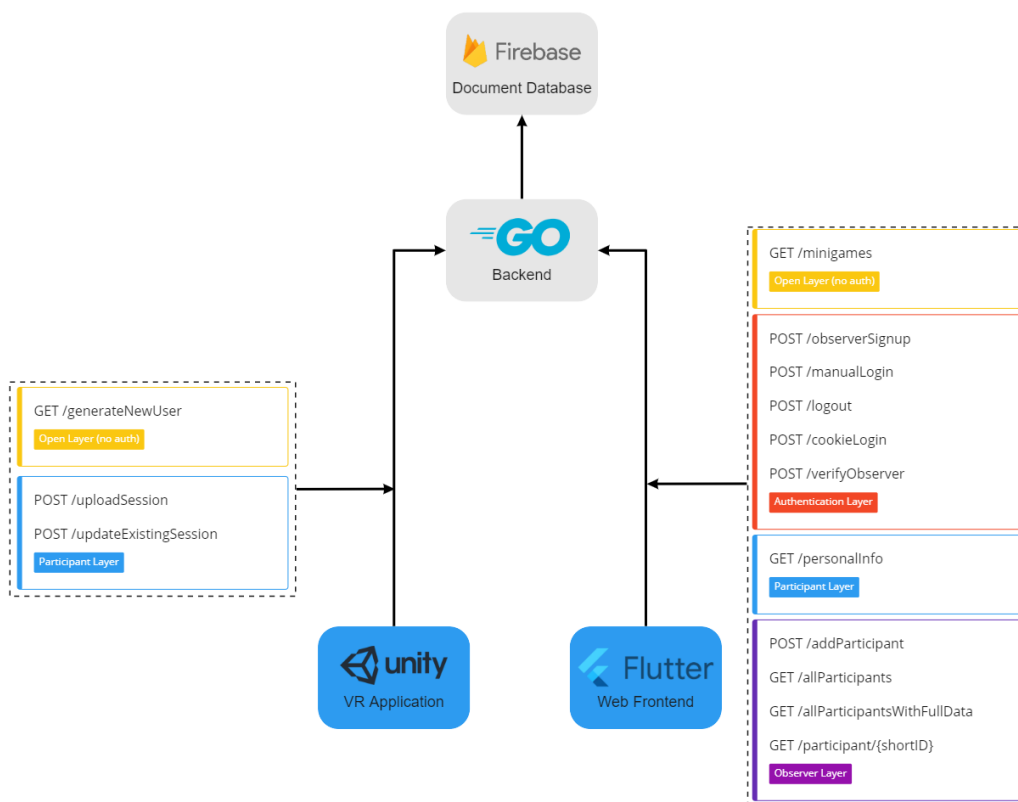 Firebase
Document Database
GO
Backend
GET /generateNewUser
Open Layer (no auth)
POST /uploadSession
POST /updateExistingSession
Participant Layer
unity
VR Application
Flutter
Web Frontend
GET /minigames
Open Layer (no auth)
POST /observerSignup
POST /manualLogin
POST /logout
POST /cookieLogin
POST /verifyObserver
Authentication Layer
GET /personalInfo
Participant Layer
POST /addParticipant
GET /allParticipants
GET /allParticipantsWithFullData
GET /participant/{shortID}
Observer Layer